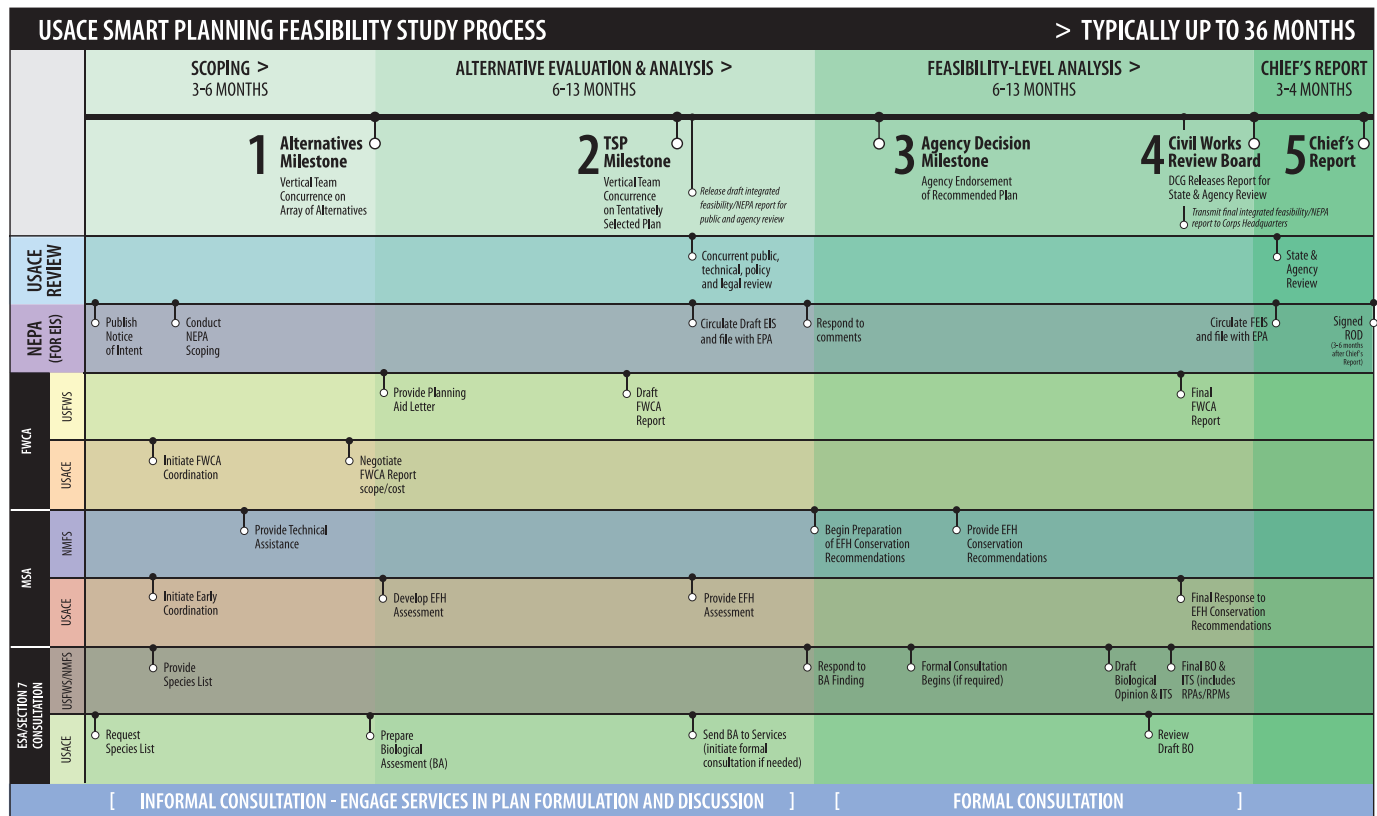 USACE SMART PLANNING FEASIBILITY STUDY PROCESS
> TYPICALLY UP TO 36 MONTHS
SCOPING >
3-6 MONTHS
ALTERNATIVE EVALUATION & ANALYSIS >
6-13 MONTHS
FEASIBILITY-LEVEL ANALYSIS >
6-13 MONTHS
CHIEF'S REPORT
3-4 MONTHS
1 Alternatives
Milestone
Vertical Team
Concurrence on
Array of Alternatives
2 TSP
Milestone
Vertical Team
Concurrence
on Tentatively
Selected Plan
Release draft integrated
feasibility/NEPA report for
public and agency review
3 Agency Decision
Milestone
Agency Endorsement
of Recommended Plan
4 Civil Works
Review Board
DCG Releases Report for
State & Agency Review
Transmit final integrated feasibility/NEPA
report to Corps Headquarters
5 Chief's
Report
USACE
REVIEW
Concurrent public,
technical, policy
and legal review
State &
Agency
Review
NEPA
(FOR EIS)
Publish
Notice
of Intent
Conduct
NEPA
Scoping
Circulate Draft EIS
and file with EPA
Respond to
comments
Circulate FEIS
and file with EPA
Signed
ROD
(3-6 months
after Chief's
Report)
FWCA
USFWS
Provide Planning
Aid Letter
Draft
FWCA
Report
Final
FWCA
Report
USACE
Initiate FWCA
Coordination
Negotiate
FWCA Report
scope/cost
MSA
NMFS
Provide Technical
Assistance
Begin Preparation
of EFH Conservation
Recommendations
Provide EFH
Conservation
Recommendations
USACE
Initiate Early
Coordination
Develop EFH
Assessment
Provide EFH
Assessment
Final Response to
EFH Conservation
Recommendations
ESA/SECTION 7
CONSULTATION
USFWS/NMFS
Provide
Species List
Respond to
BA Finding
Formal Consultation
Begins (if required)
Draft
Biological
Opinion & ITS
Final BO &
ITS (includes
RPAs/RPMs
USACE
Request
Species List
Prepare
Biological
Assesment (BA)
Send BA to Services
(initiate formal
consultation if needed)
Review
Draft BO
[ INFORMAL CONSULTATION - ENGAGE SERVICES IN PLAN FORMULATION AND DISCUSSION ]
[ FORMAL CONSULTATION ]